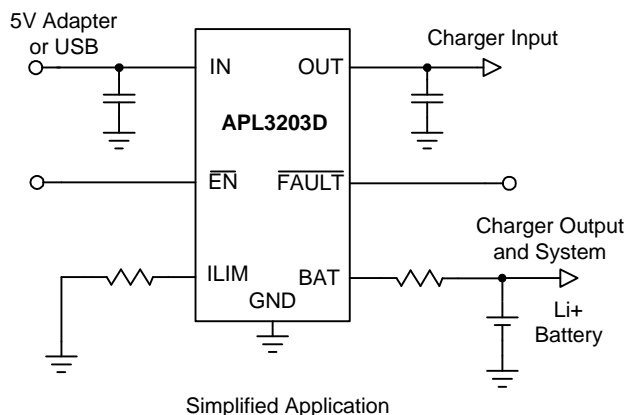 5V Adapter
or USB
Charger Input
IN
OUT
APL3203D
EN
FAULT
Charger Output
and System
ILIM
BAT
GND
Li+
Battery
Simplified Application